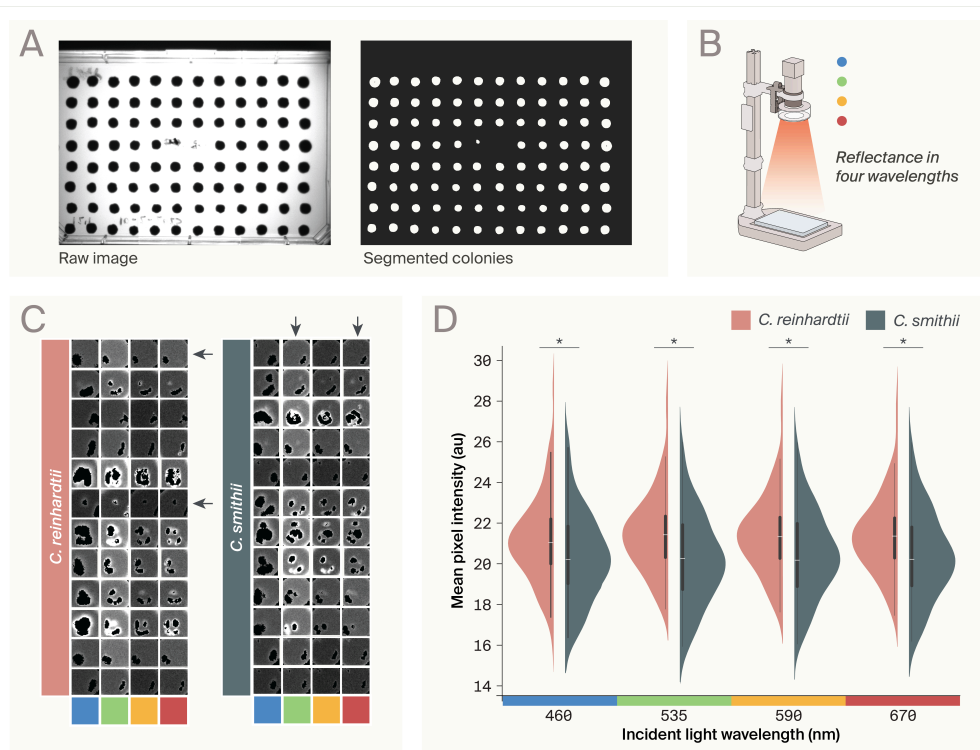 A
Raw image
Segmented colonies
B
Reflectance in
four wavelengths
C
C. reinhardtii
C. smithii
D
C. reinhardtii
C. smithii
*
*
*
*
Mean pixel intensity (au)
30
28
26
24
22
20
18
16
14
460
535
590
670
Incident light wavelength (nm)